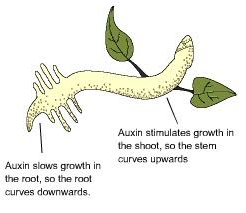 Auxin stimulates growth in
the shoot, so the stem
curves upwards
Auxin slows growth in
the root, so the root
curves downwards.